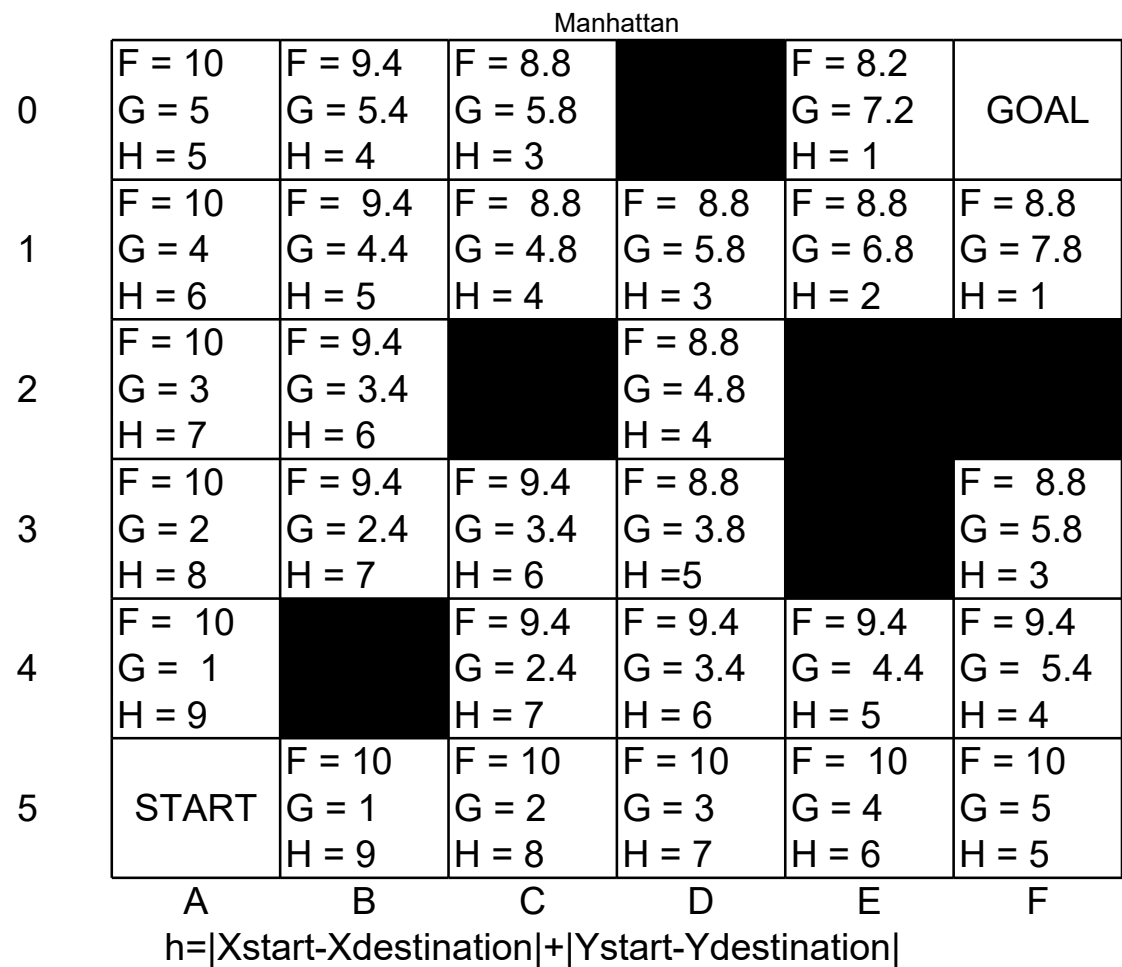 Manhattan
F = 10 F = 9.4 F = 8.8 F = 8.2
0 G = 5 G = 5.4 G = 5.8 G = 7.2 GOAL
H = 5 H = 4 H = 3 H = 1
F = 10 F = 9.4 F = 8.8 F = 8.8 F = 8.8 F = 8.8
1 G = 4 G = 4.4 G = 4.8 G = 5.8 G = 6.8 G = 7.8
H = 6 H = 5 H = 4 H = 3 H = 2 H = 1
F = 10 F = 9.4 F = 8.8
2 G = 3 G = 3.4 G = 4.8
H = 7 H = 6 H = 4
F = 10 F = 9.4 F = 9.4 F = 8.8 F = 8.8
3 G = 2 G = 2.4 G = 3.4 G = 3.8 G = 5.8
H = 8 H = 7 H = 6 H =5 H = 3
F = 10 F = 9.4 F = 9.4 F = 9.4 F = 9.4
4 G = 1 G = 2.4 G = 3.4 G = 4.4 G = 5.4
H = 9 H = 7 H = 6 H = 5 H = 4
F = 10 F = 10 F = 10 F = 10 F = 10
5 START G = 1 G = 2 G = 3 G = 4 G = 5
H = 9 H = 8 H = 7 H = 6 H = 5
A B C D E F
h=|Xstart-Xdestination|+|Ystart-Ydestination|